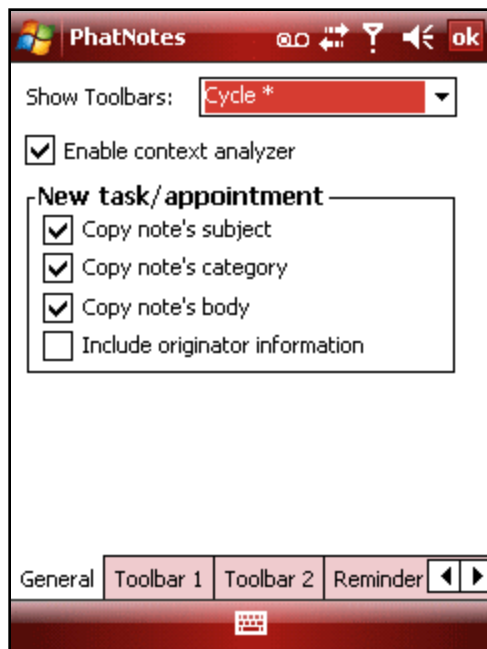 PhatNotes ok
Show Toolbars: Cycle *
Enable context analyzer
New task/appointment
Copy note's subject
Copy note's category
Copy note's body
Include originator information
General Toolbar 1 Toolbar 2 Reminder